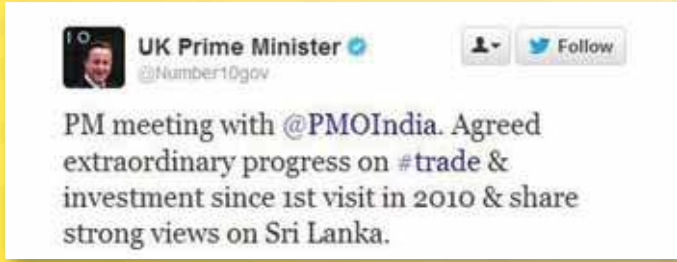 10
UK Prime Minister
Follow
@Number10gov
PM meeting with @PMOIndia. Agreed
extraordinary progress on #trade &
investment since 1st visit in 2010 & share
strong views on Sri Lanka.